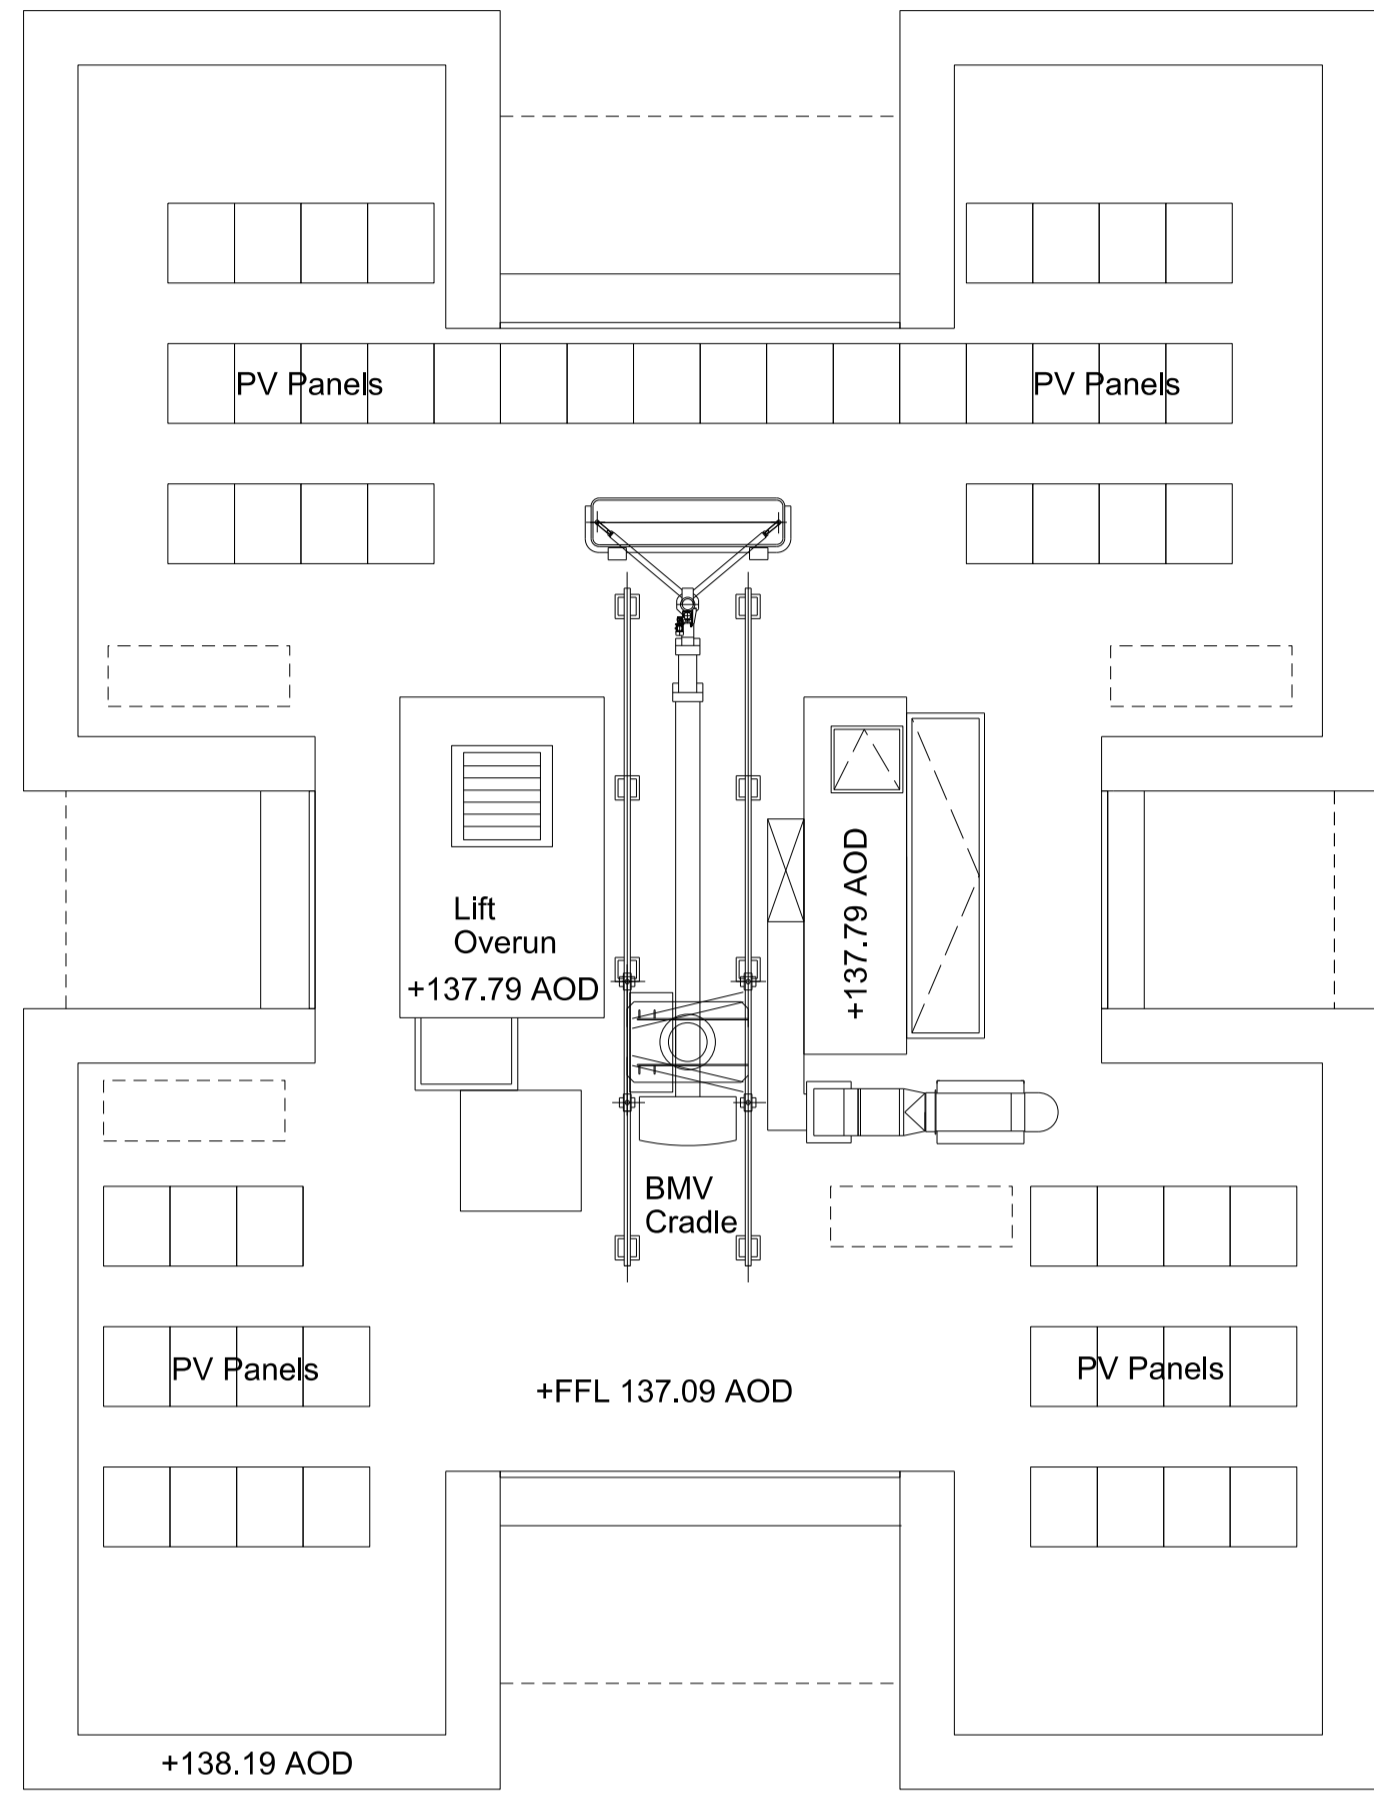 PV Panels
PV Panels
Lift
Overun
+137.79 AOD
+137.79 AOD
BMV
Cradle
PV Panels
PV Panels
+FFL 137.09 AOD
+138.19 AOD